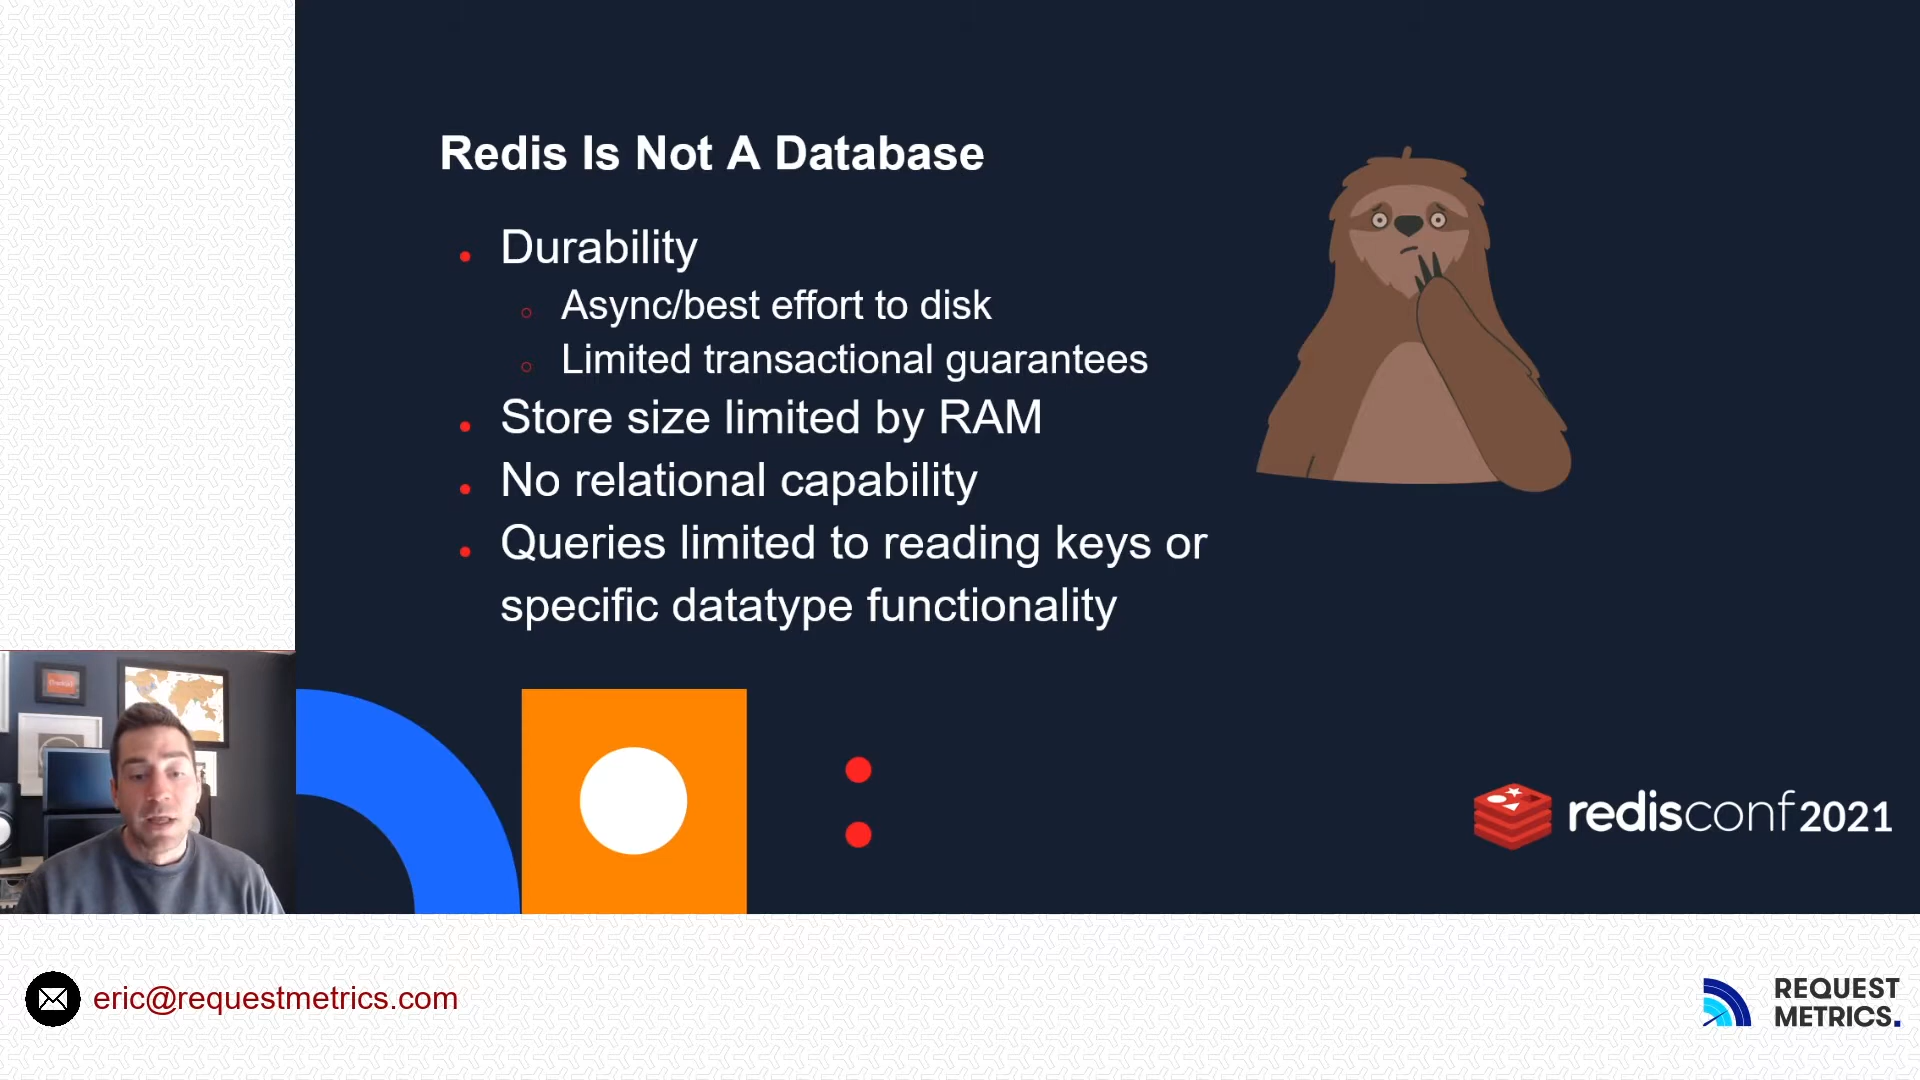 Redis Is Not A Database
Durability
Async/best effort to disk
Limited transactional guarantees
Store size limited by RAM
No relational capability
Queries limited to reading keys or
specific datatype functionality
redisconf2021
eric@requestmetrics.com
REQUEST
METRICS.